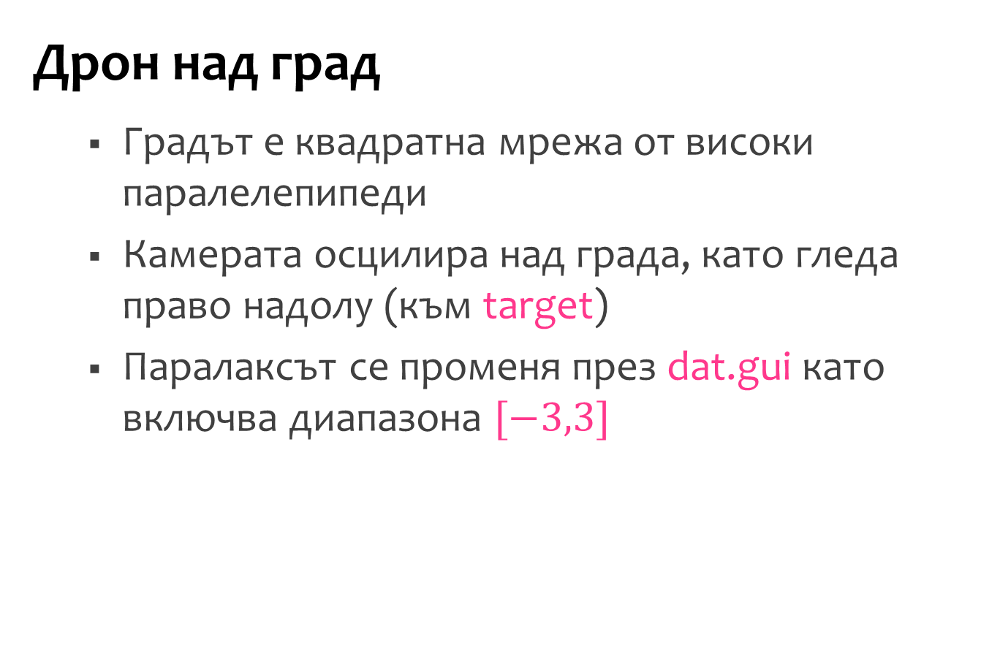 Дрон над град
▪ Градът е квадратна мрежа от високи
паралелепипеди
▪ Камерата осцилира над града, като гледа
право надолу (към target)
▪ Паралаксът се променя през dat.gui като
включва диапазона [−3,3]